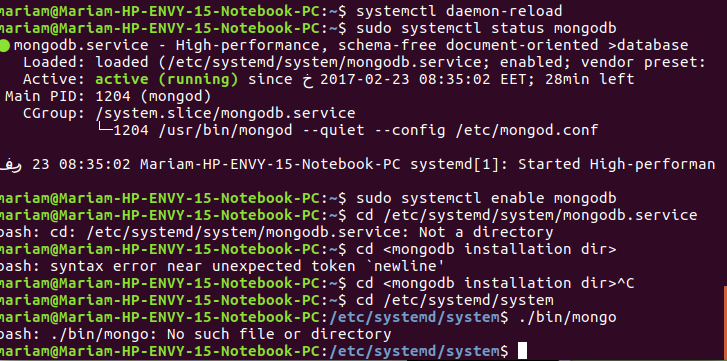 mariam@Mariam-HP-ENVY-15-Notebook-PC:~$ systemctl daemon-reload
mariam@Mariam-HP-ENVY-15-Notebook-PC:~$ sudo systemctl status mongodb
● mongodb.service - High-performance, schema-free document-oriented >database
Loaded: loaded (/etc/systemd/system/mongodb.service; enabled; vendor preset:
Active: active (running) since خ 2017-02-23 08:35:02 EET; 28min left
Main PID: 1204 (mongod)
CGroup: /system.slice/mongodb.service
└─1204 /usr/bin/mongod --quiet --config /etc/mongod.conf
فبر 23 08:35:02 Mariam-HP-ENVY-15-Notebook-PC systemd[1]: Started High-performan
mariam@Mariam-HP-ENVY-15-Notebook-PC:~$ sudo systemctl enable mongodb
mariam@Mariam-HP-ENVY-15-Notebook-PC:~$ cd /etc/systemd/system/mongodb.service
bash: cd: /etc/systemd/system/mongodb.service: Not a directory
mariam@Mariam-HP-ENVY-15-Notebook-PC:~$ cd <mongodb installation dir>
bash: syntax error near unexpected token `newline'
mariam@Mariam-HP-ENVY-15-Notebook-PC:~$ cd <mongodb installation dir>^C
mariam@Mariam-HP-ENVY-15-Notebook-PC:~$ cd /etc/systemd/system
mariam@Mariam-HP-ENVY-15-Notebook-PC:/etc/systemd/system$ ./bin/mongo
bash: ./bin/mongo: No such file or directory
mariam@Mariam-HP-ENVY-15-Notebook-PC:/etc/systemd/system$